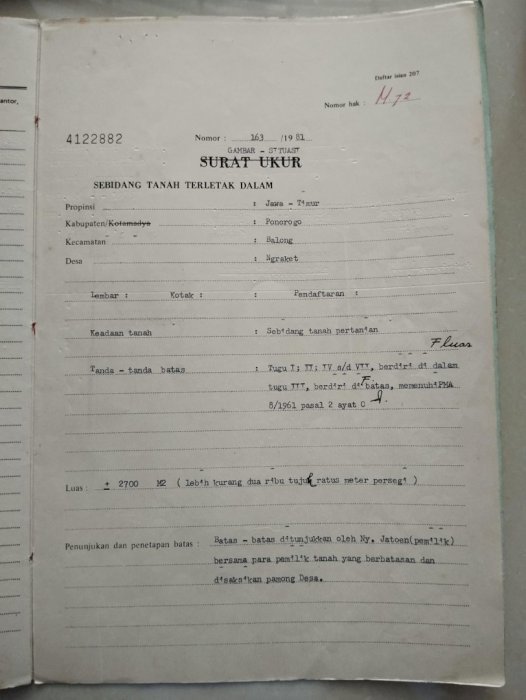 antor,
Daftar isian 207
Nomor hak : M 72
4122882
Nomor : 163 /1981
GAMBAR - SITUASI
SURAT UKUR
SEBIDANG TANAH TERLETAK DALAM
Propinsi : Jawa - Timur
Kabupaten/Kotamadya : Ponorogo
Kecamatan : Balong
Desa : Ngraket
Lembar : Kotak : : Pendaftaran :
Keadaan tanah : Sebidang tanah pertanian
F luas
Tanda - tanda batas : Tugu I; II; IV s/d VII, berdiri di dalam
tugu III, berdiri di F batas, memenuhi PMA
8/1961 pasal 2 ayat
Luas : ± 2700 M2 ( lebih kurang dua ribu tujuh ratus meter persegi )
Penunjukan dan penetapan batas : Batas - batas ditunjukkan oleh Ny. Jatoen(pemilik)
bersama para pemilik tanah yang berbatasan dan
disaksikan pamong Desa.